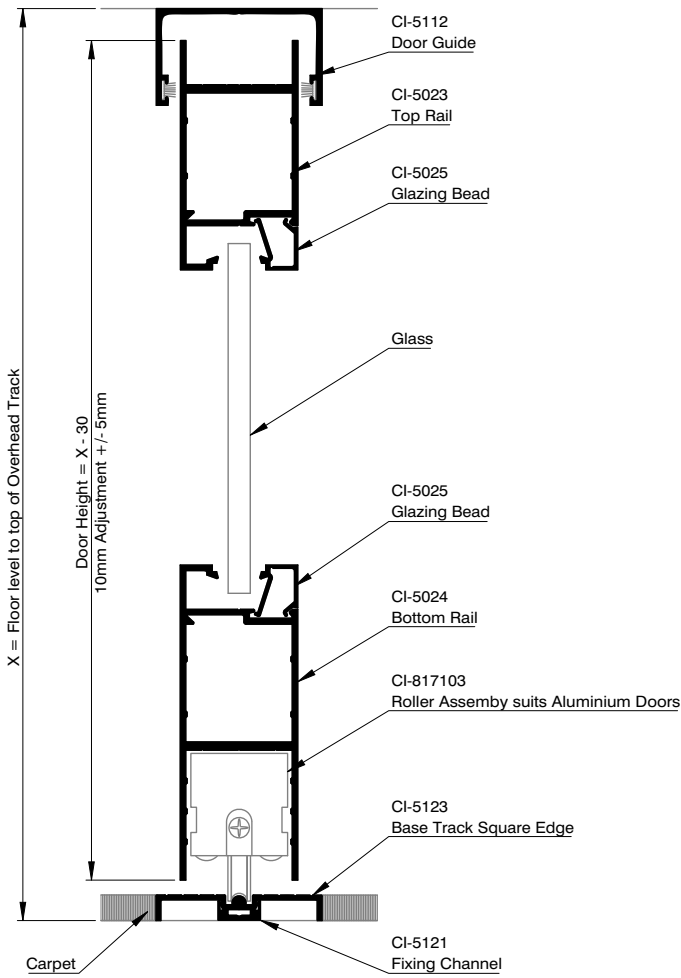 CI-5112
Door Guide
CI-5023
Top Rail
CI-5025
Glazing Bead
Glass
X = Floor level to top of Overhead Track
Door Height = X - 30
10mm Adjustment +/- 5mm
CI-5025
Glazing Bead
CI-5024
Bottom Rail
CI-817103
Roller Assemby suits Aluminium Doors
CI-5123
Base Track Square Edge
Carpet
CI-5121
Fixing Channel